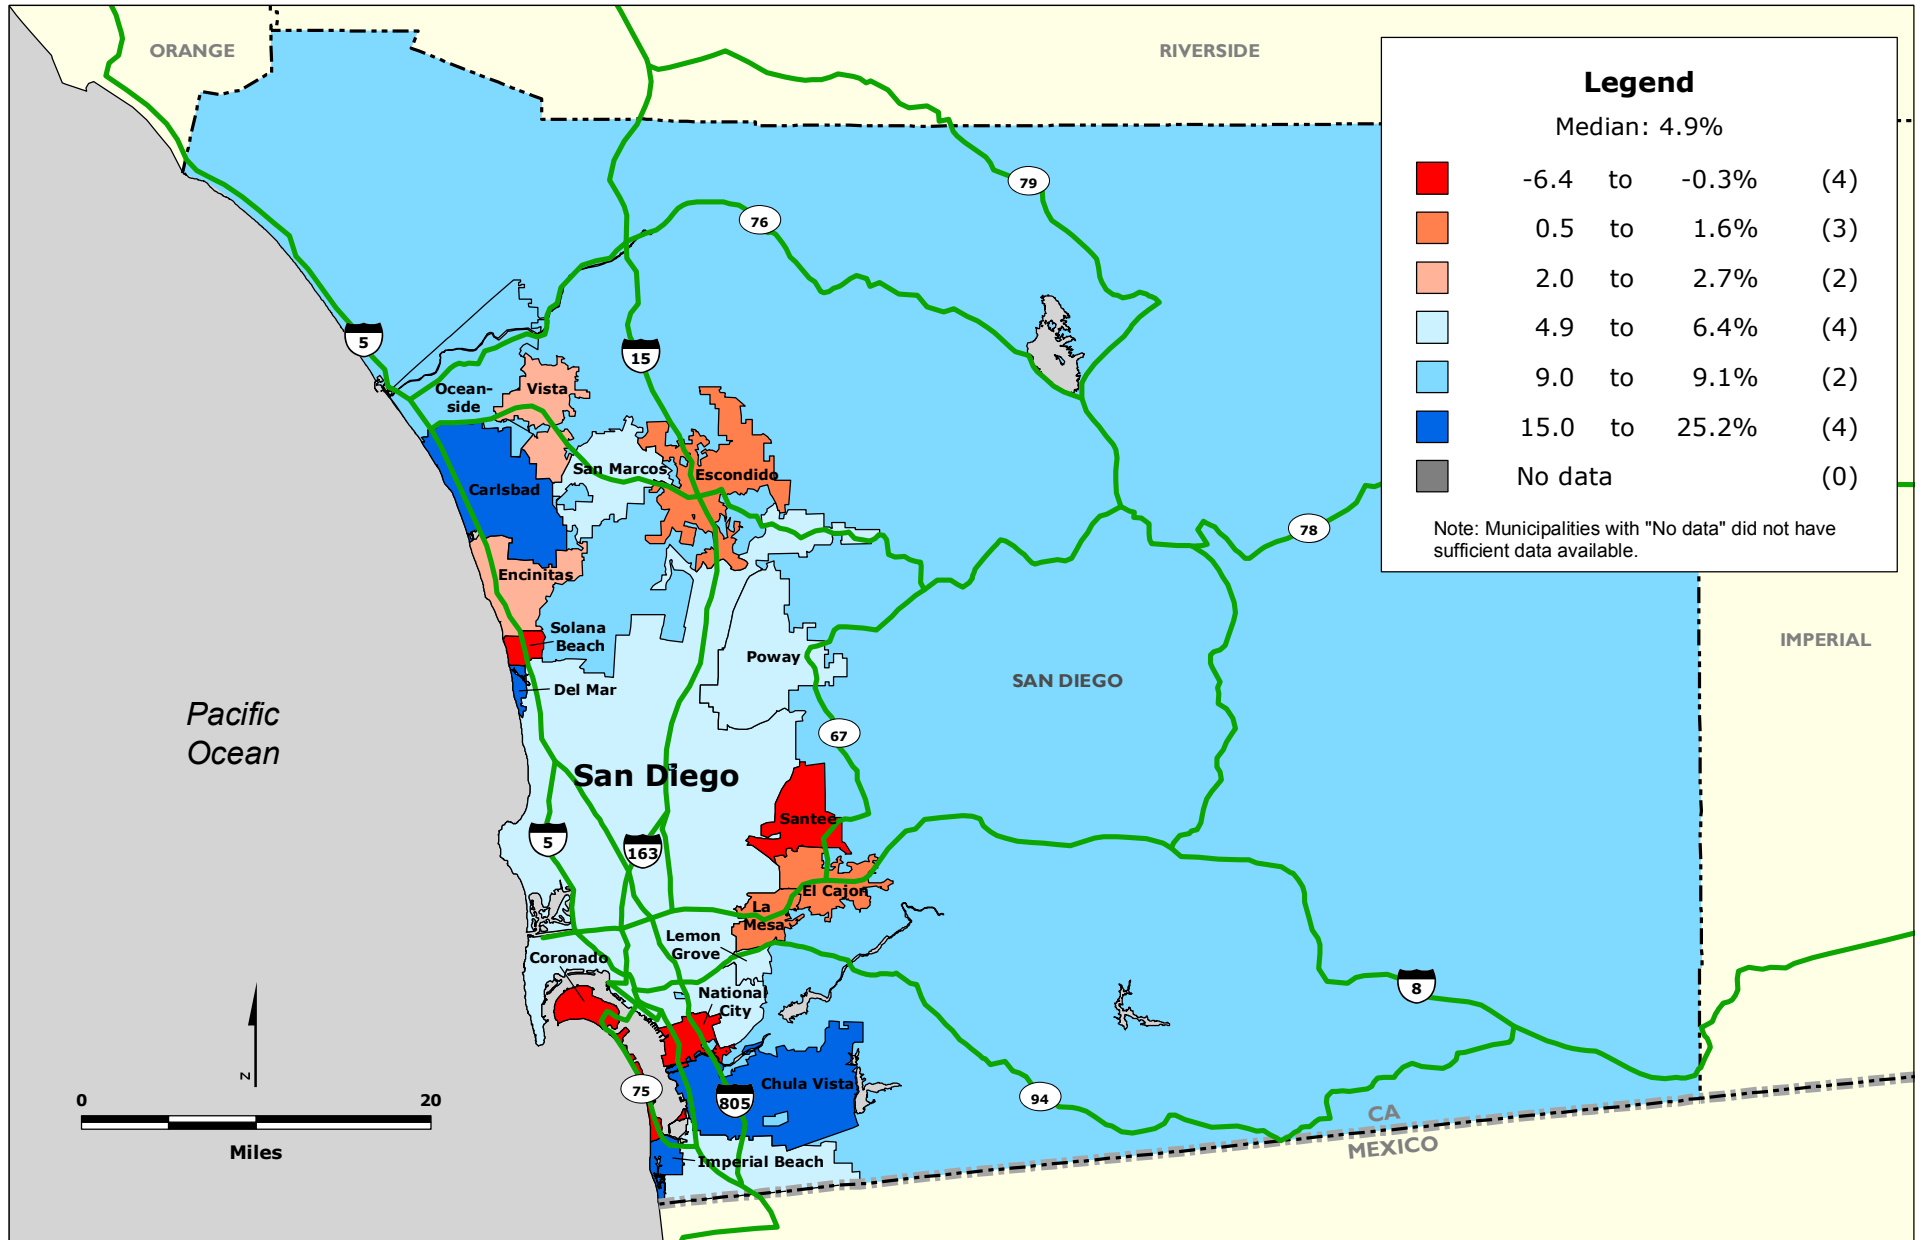 ORANGE
RIVERSIDE
Legend
Median: 4.9%
-6.4 to -0.3% (4)
0.5 to 1.6% (3)
2.0 to 2.7% (2)
4.9 to 6.4% (4)
9.0 to 9.1% (2)
15.0 to 25.2% (4)
No data (0)
Note: Municipalities with "No data" did not have
sufficient data available.
79
76
5
15
Ocean-
side
Vista
San Marcos
Escondido
Carlsbad
78
Encinitas
Solana
Beach
Del Mar
Poway
SAN DIEGO
IMPERIAL
Pacific
Ocean
67
San Diego
Santee
5
163
El Cajon
La
Mesa
Lemon
Grove
Coronado
National
City
8
z
75
805
Chula Vista
94
0 20
Miles
CA
MEXICO
Imperial Beach